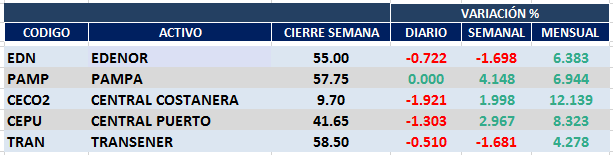 VARIACIÓN %
CODIGO ACTIVO CIERRE SEMANA DIARIO SEMANAL MENSUAL
EDN EDENOR 55.00 -0.722 -1.698 6.383
PAMP PAMPA 57.75 0.000 4.148 6.944
CECO2 CENTRAL COSTANERA 9.70 -1.921 1.998 12.139
CEPU CENTRAL PUERTO 41.65 -1.303 2.967 8.323
TRAN TRANSENER 58.50 -0.510 -1.681 4.278